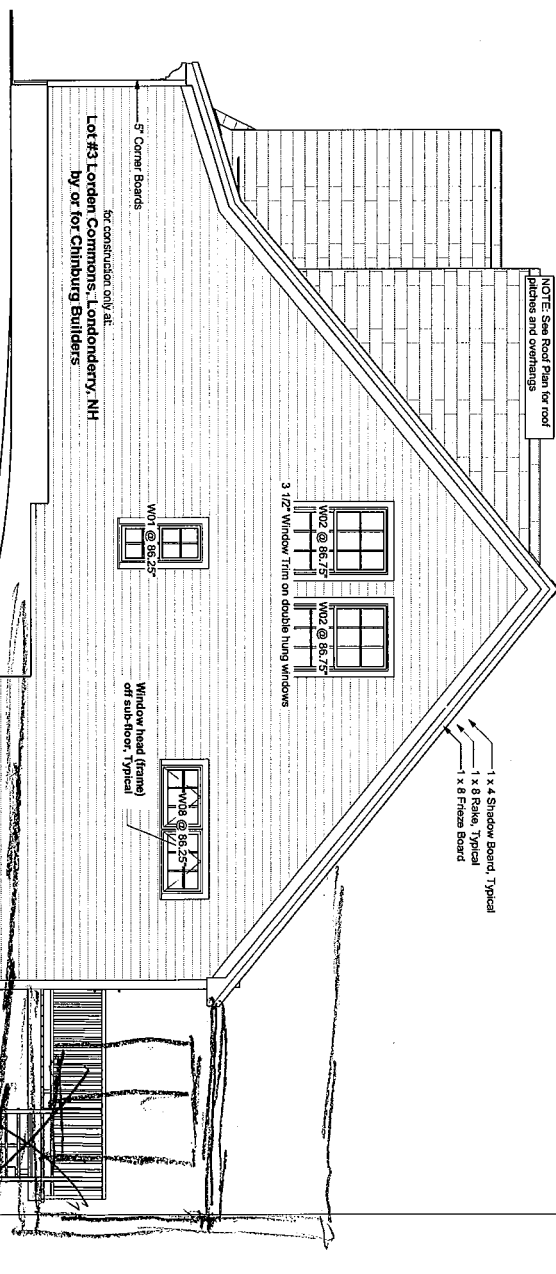 NOTE: See Roof Plan for roof
pitches and overhangs
1 x 4 Shadow Board, Typical
1 x 8 Rake, Typical
1 x 8 Frieze Board
W02 @ 86.75"
W02 @ 86.75"
3 1/2" Window Trim on double hung windows
5" Corner Boards
W01 @ 86.25"
W08 @ 86.25"
Window head (frame)
off sub-floor, Typical
for construction only at:
Lot #3 Lorden Commons, Londonderry, NH
by or for Chinburg Builders